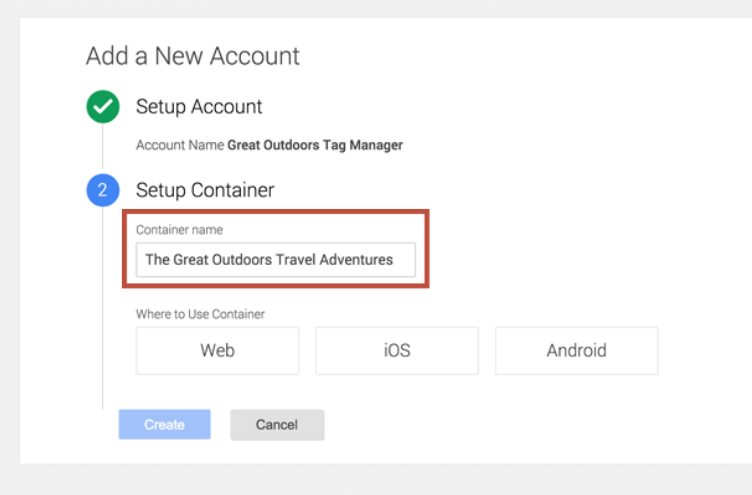 Add a New Account
Setup Account
Account Name Great Outdoors Tag Manager
2 Setup Container
Container name
The Great Outdoors Travel Adventures
Where to Use Container
Web iOS Android
Create Cancel